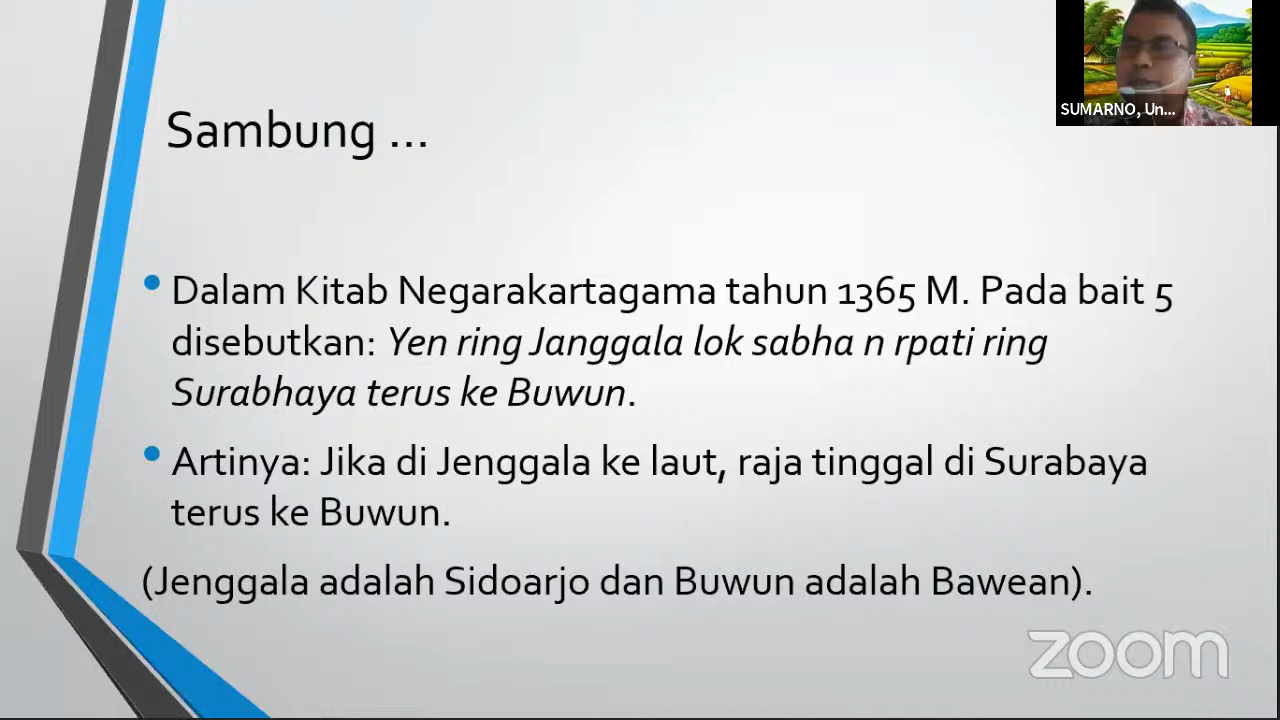 SUMARNO, Un...
Sambung ...
• Dalam Kitab Negarakartagama tahun 1365 M. Pada bait 5
disebutkan: Yen ring Janggala lok sabha n rpati ring
Surabhaya terus ke Buwun.
• Artinya: Jika di Jenggala ke laut, raja tinggal di Surabaya
terus ke Buwun.
(Jenggala adalah Sidoarjo dan Buwun adalah Bawean).
zoom